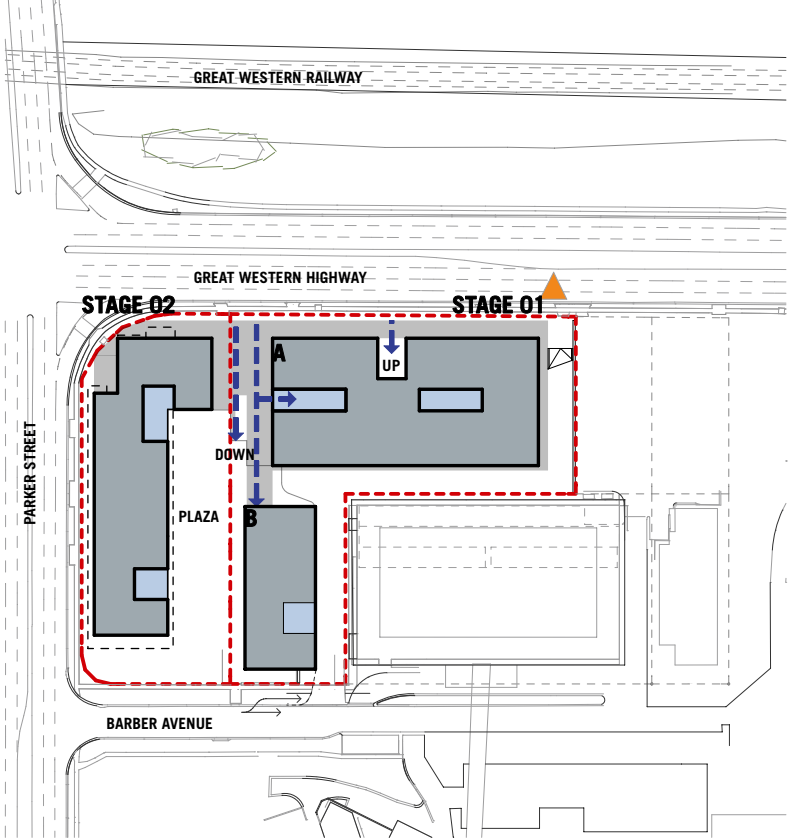 GREAT WESTERN RAILWAY
GREAT WESTERN HIGHWAY
STAGE 02
STAGE 01
A
UP
DOWN
PARKER STREET
PLAZA
B
BARBER AVENUE